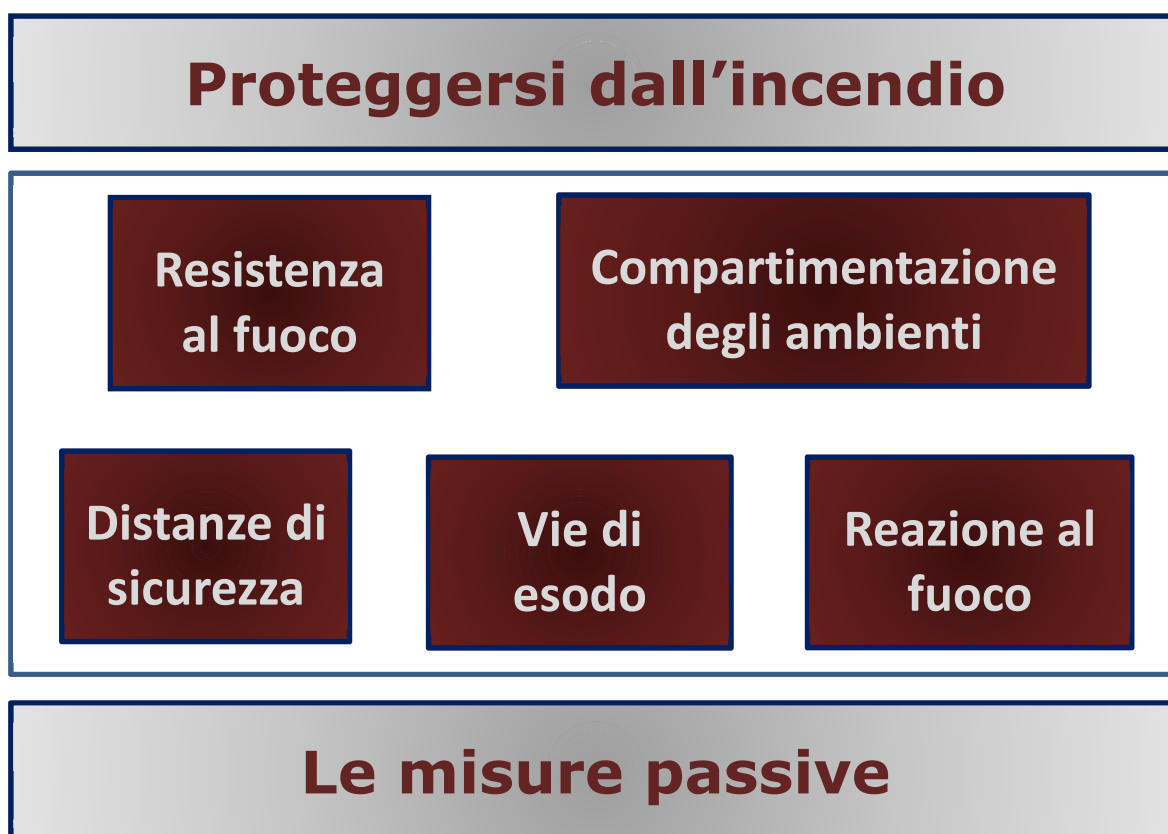 Proteggersi dall’incendio
Resistenza
al fuoco
Compartimentazione
degli ambienti
Distanze di
sicurezza
Vie di
esodo
Reazione al
fuoco
Le misure passive